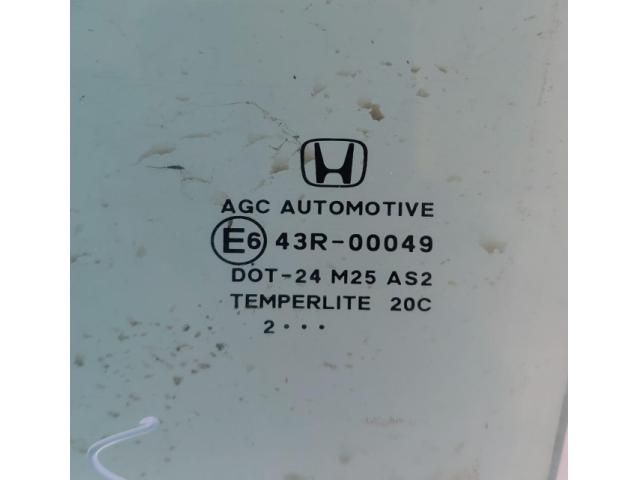 AGC AUTOMOTIVE
E6 43R-00049
DOT-24 M25 AS2
TEMPERLITE 20C
2•••